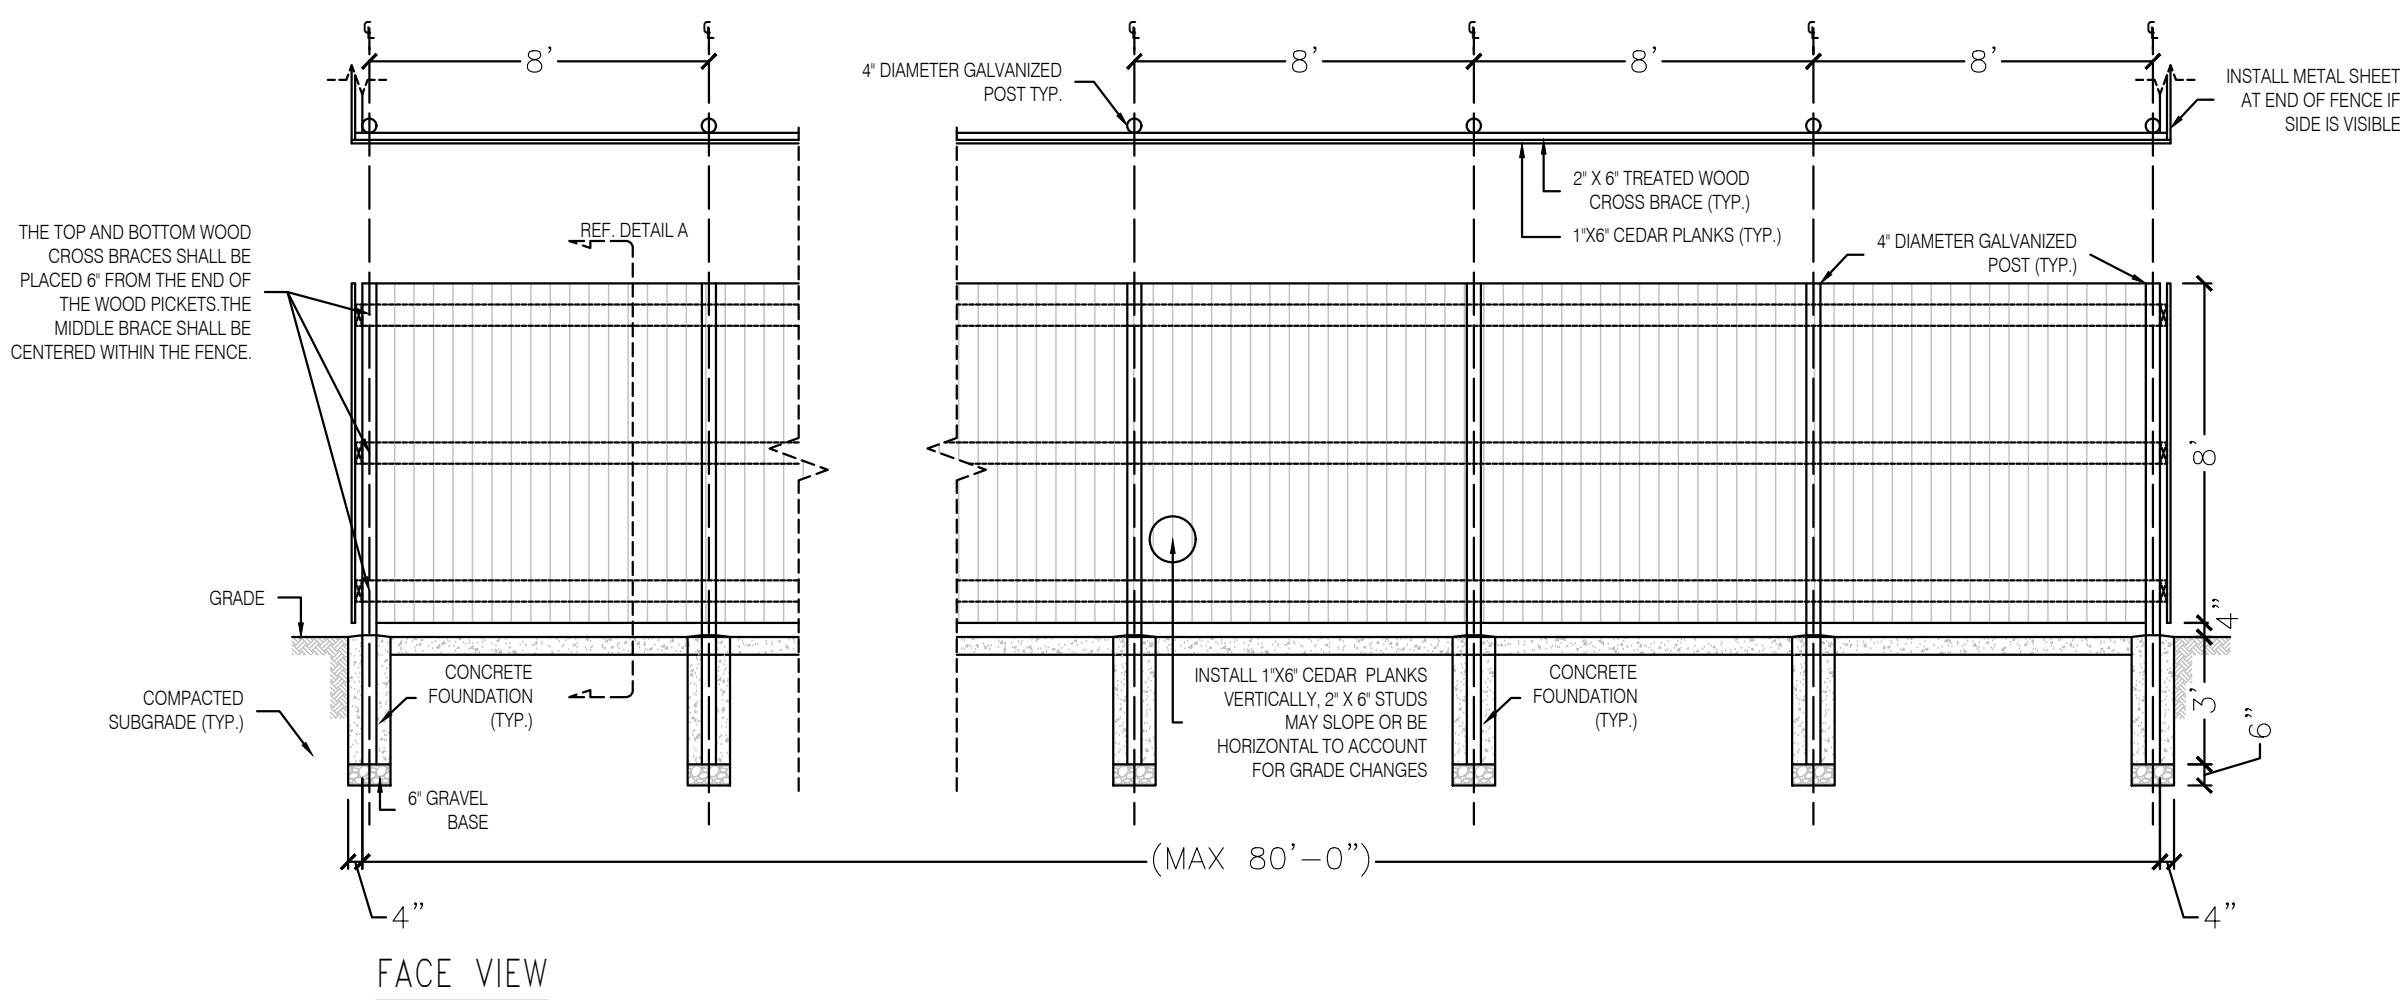 ℄
℄
℄
℄
℄
℄
8'
8'
8'
8'
4" DIAMETER GALVANIZED
POST TYP.
INSTALL METAL SHEET
AT END OF FENCE IF
SIDE IS VISIBLE
2" X 6" TREATED WOOD
CROSS BRACE (TYP.)
1"X6" CEDAR PLANKS (TYP.)
THE TOP AND BOTTOM WOOD
CROSS BRACES SHALL BE
PLACED 6" FROM THE END OF
THE WOOD PICKETS.THE
MIDDLE BRACE SHALL BE
CENTERED WITHIN THE FENCE.
REF. DETAIL A
4" DIAMETER GALVANIZED
POST (TYP.)
8'
4"
3'
6"
GRADE
COMPACTED
SUBGRADE (TYP.)
CONCRETE
FOUNDATION
(TYP.)
INSTALL 1"X6" CEDAR PLANKS
VERTICALLY, 2" X 6" STUDS
MAY SLOPE OR BE
HORIZONTAL TO ACCOUNT
FOR GRADE CHANGES
CONCRETE
FOUNDATION
(TYP.)
6" GRAVEL
BASE
(MAX 80'-0")
4"
4"
FACE VIEW